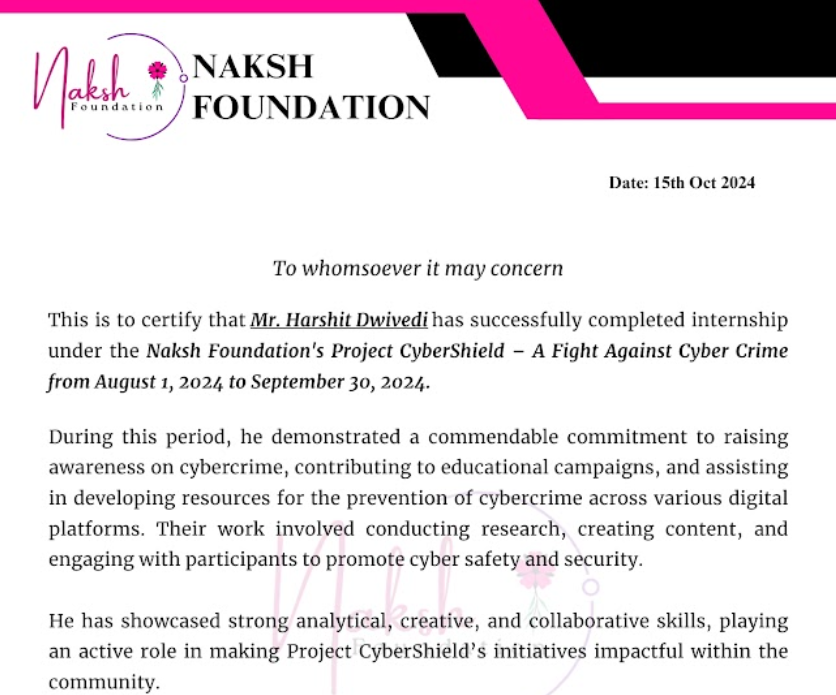 Naksh
Foundation
NAKSH
FOUNDATION
Date: 15th Oct 2024
To whomsoever it may concern
This is to certify that Mr. Harshit Dwivedi has successfully completed internship
under the Naksh Foundation's Project CyberShield – A Fight Against Cyber Crime
from August 1, 2024 to September 30, 2024.
During this period, he demonstrated a commendable commitment to raising
awareness on cybercrime, contributing to educational campaigns, and assisting
in developing resources for the prevention of cybercrime across various digital
platforms. Their work involved conducting research, creating content, and
engaging with participants to promote cyber safety and security.
He has showcased strong analytical, creative, and collaborative skills, playing
an active role in making Project CyberShield’s initiatives impactful within the
community.
Naksh
Foundation